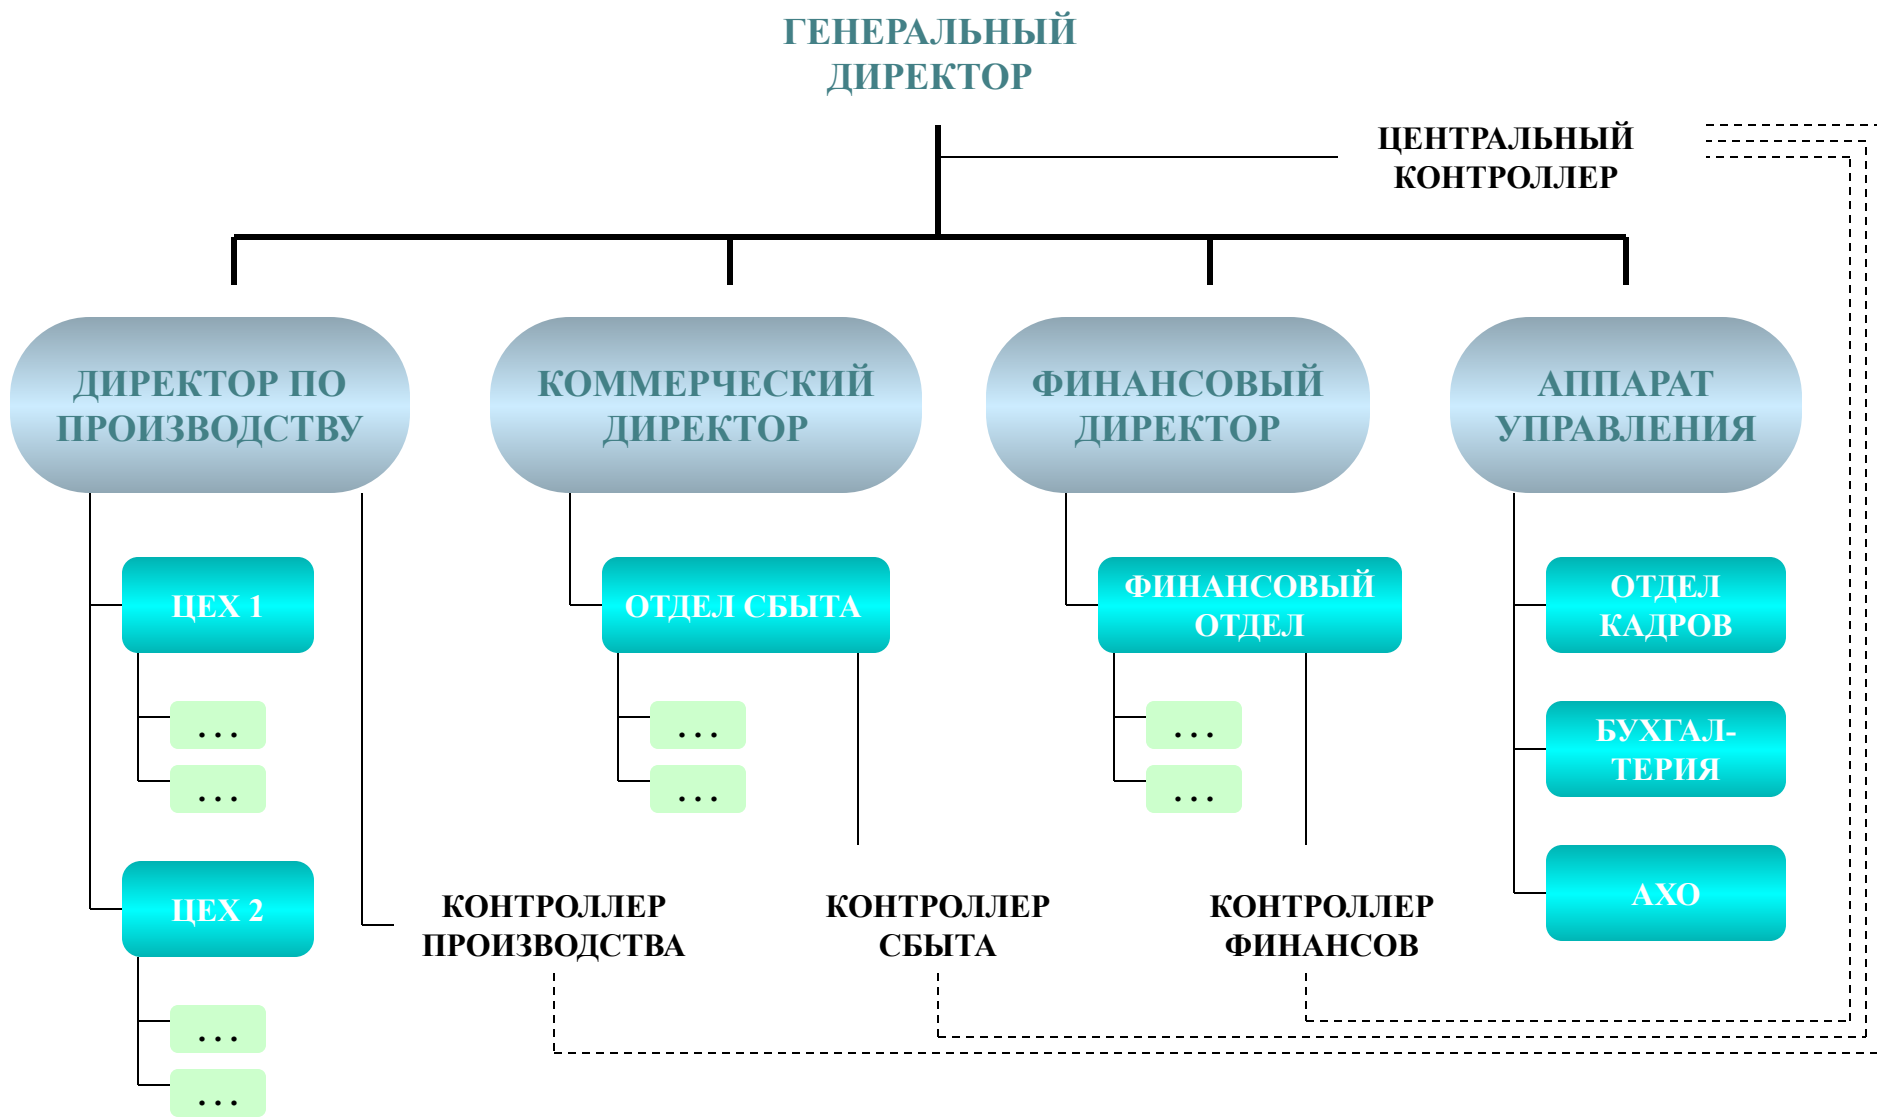 ГЕНЕРАЛЬНЫЙ
ДИРЕКТОР
ЦЕНТРАЛЬНЫЙ
КОНТРОЛЛЕР
ДИРЕКТОР ПО
ПРОИЗВОДСТВУ
КОММЕРЧЕСКИЙ
ДИРЕКТОР
ФИНАНСОВЫЙ
ДИРЕКТОР
АППАРАТ
УПРАВЛЕНИЯ
ЦЕХ 1
. . .
. . .
ЦЕХ 2
. . .
. . .
КОНТРОЛЛЕР
ПРОИЗВОДСТВА
ОТДЕЛ СБЫТА
. . .
. . .
КОНТРОЛЛЕР
СБЫТА
ФИНАНСОВЫЙ
ОТДЕЛ
. . .
. . .
КОНТРОЛЛЕР
ФИНАНСОВ
ОТДЕЛ
КАДРОВ
БУХГАЛ-
ТЕРИЯ
АХО